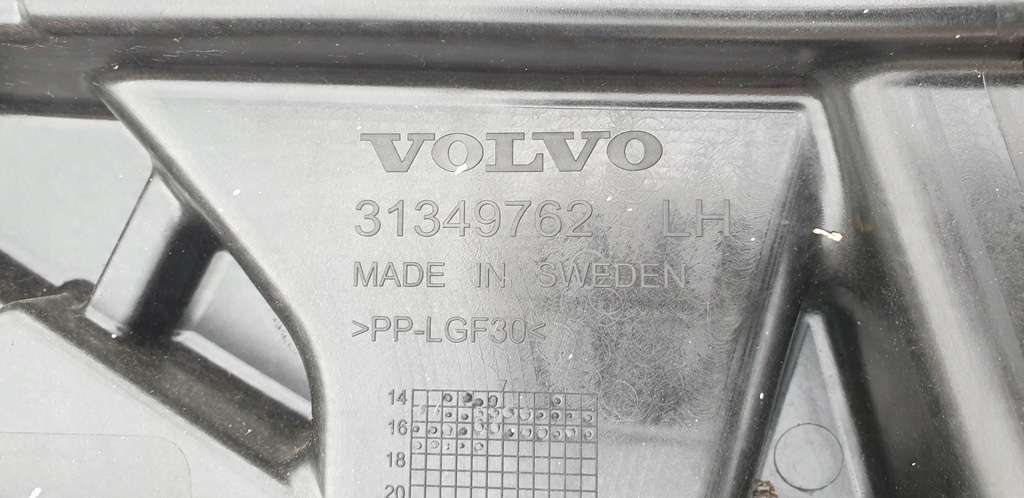 VOLVO
31349762 LH
MADE IN SWEDEN
>PP-LGF30<
14
16
18
20